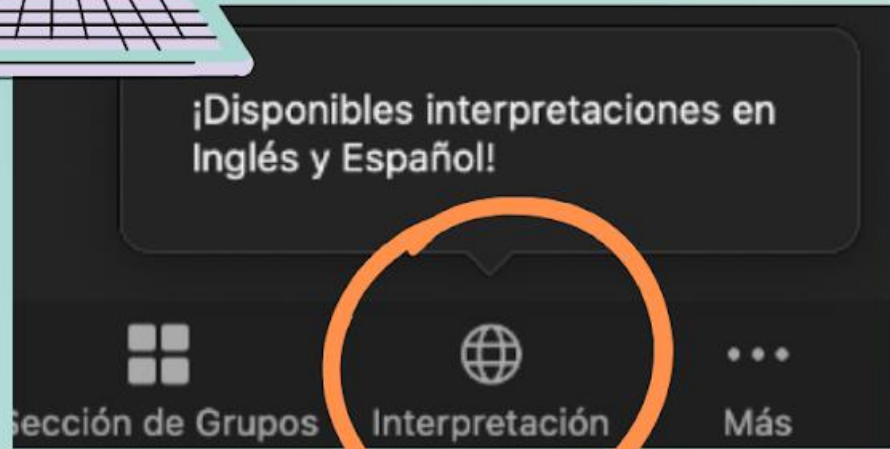 ¡Disponibles interpretaciones en
Inglés y Español!
Sección de Grupos
Interpretación
Más